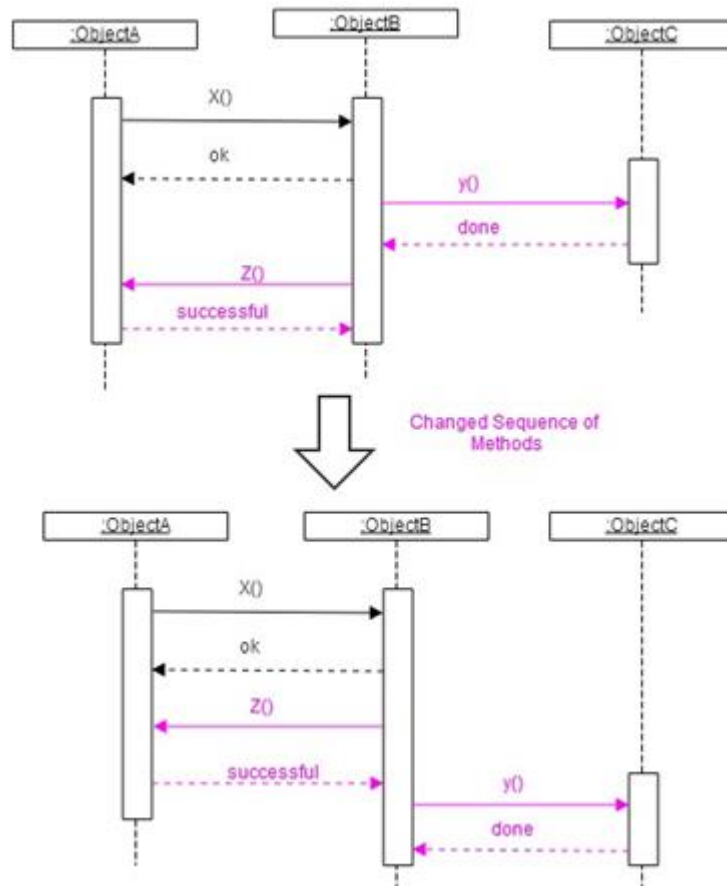 :ObjectA
:ObjectB
:ObjectC
X()
ok
y()
done
Z()
successful
Changed Sequence of
Methods
:ObjectA
:ObjectB
:ObjectC
X()
ok
Z()
successful
y()
done